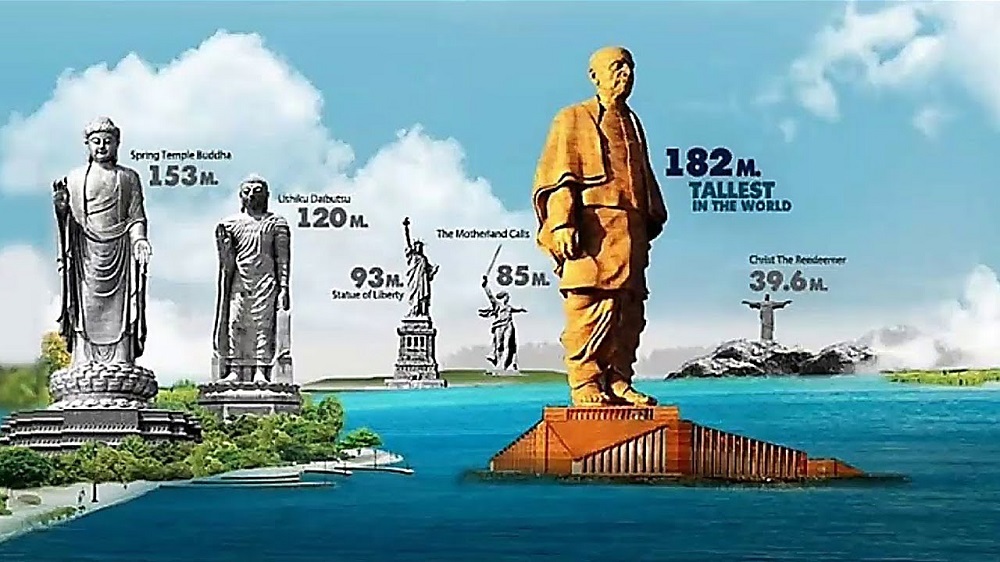 Spring Temple Buddha
153 M.
Ushiku Daibutsu
120 M.
93 M.
Statue of Liberty
The Motherland Calls
85 M.
182 M.
TALLEST
IN THE WORLD
Christ The Rendeemer
39.6 M.